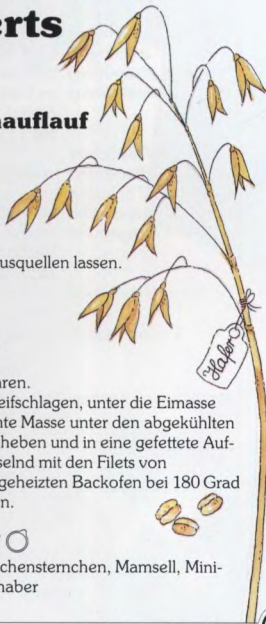 erts
auflauf
usquellen lassen.
Hafer
ren.
eifschlagen, unter die Eimasse
nte Masse unter den abgekühlten
heben und in eine gefettete Auf-
selnd mit den Filets von
geheizten Backofen bei 180 Grad
n.
chensternchen, Mamsell, Mini-
haber